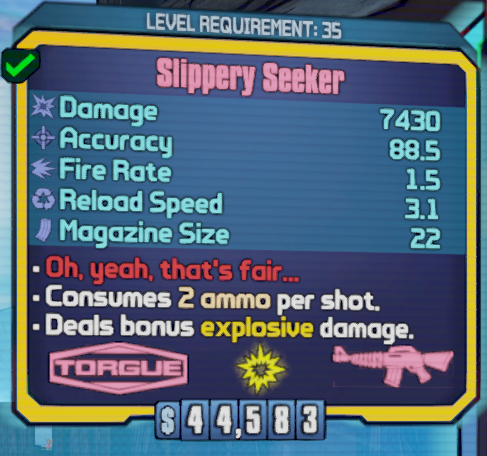 LEVEL REQUIREMENT: 35
Slippery Seeker
Damage 7430
Accuracy 88.5
Fire Rate 1.5
Reload Speed 3.1
Magazine Size 22
• Oh, yeah, that's fair...
• Consumes 2 ammo per shot.
• Deals bonus explosive damage.
TORGUE
$44,583